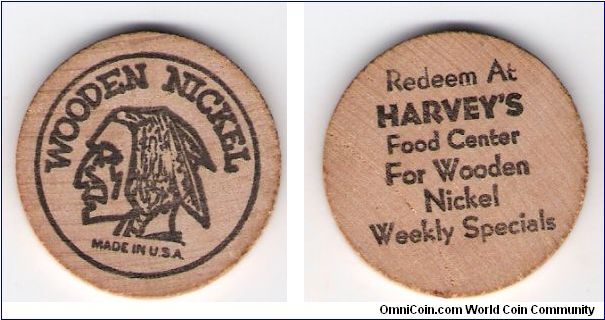 WOODEN NICKEL
MADE IN U.S.A.
Redeem At
HARVEY'S
Food Center
For Wooden
Nickel
Weekly Specials
OmniCoin.com World Coin Community